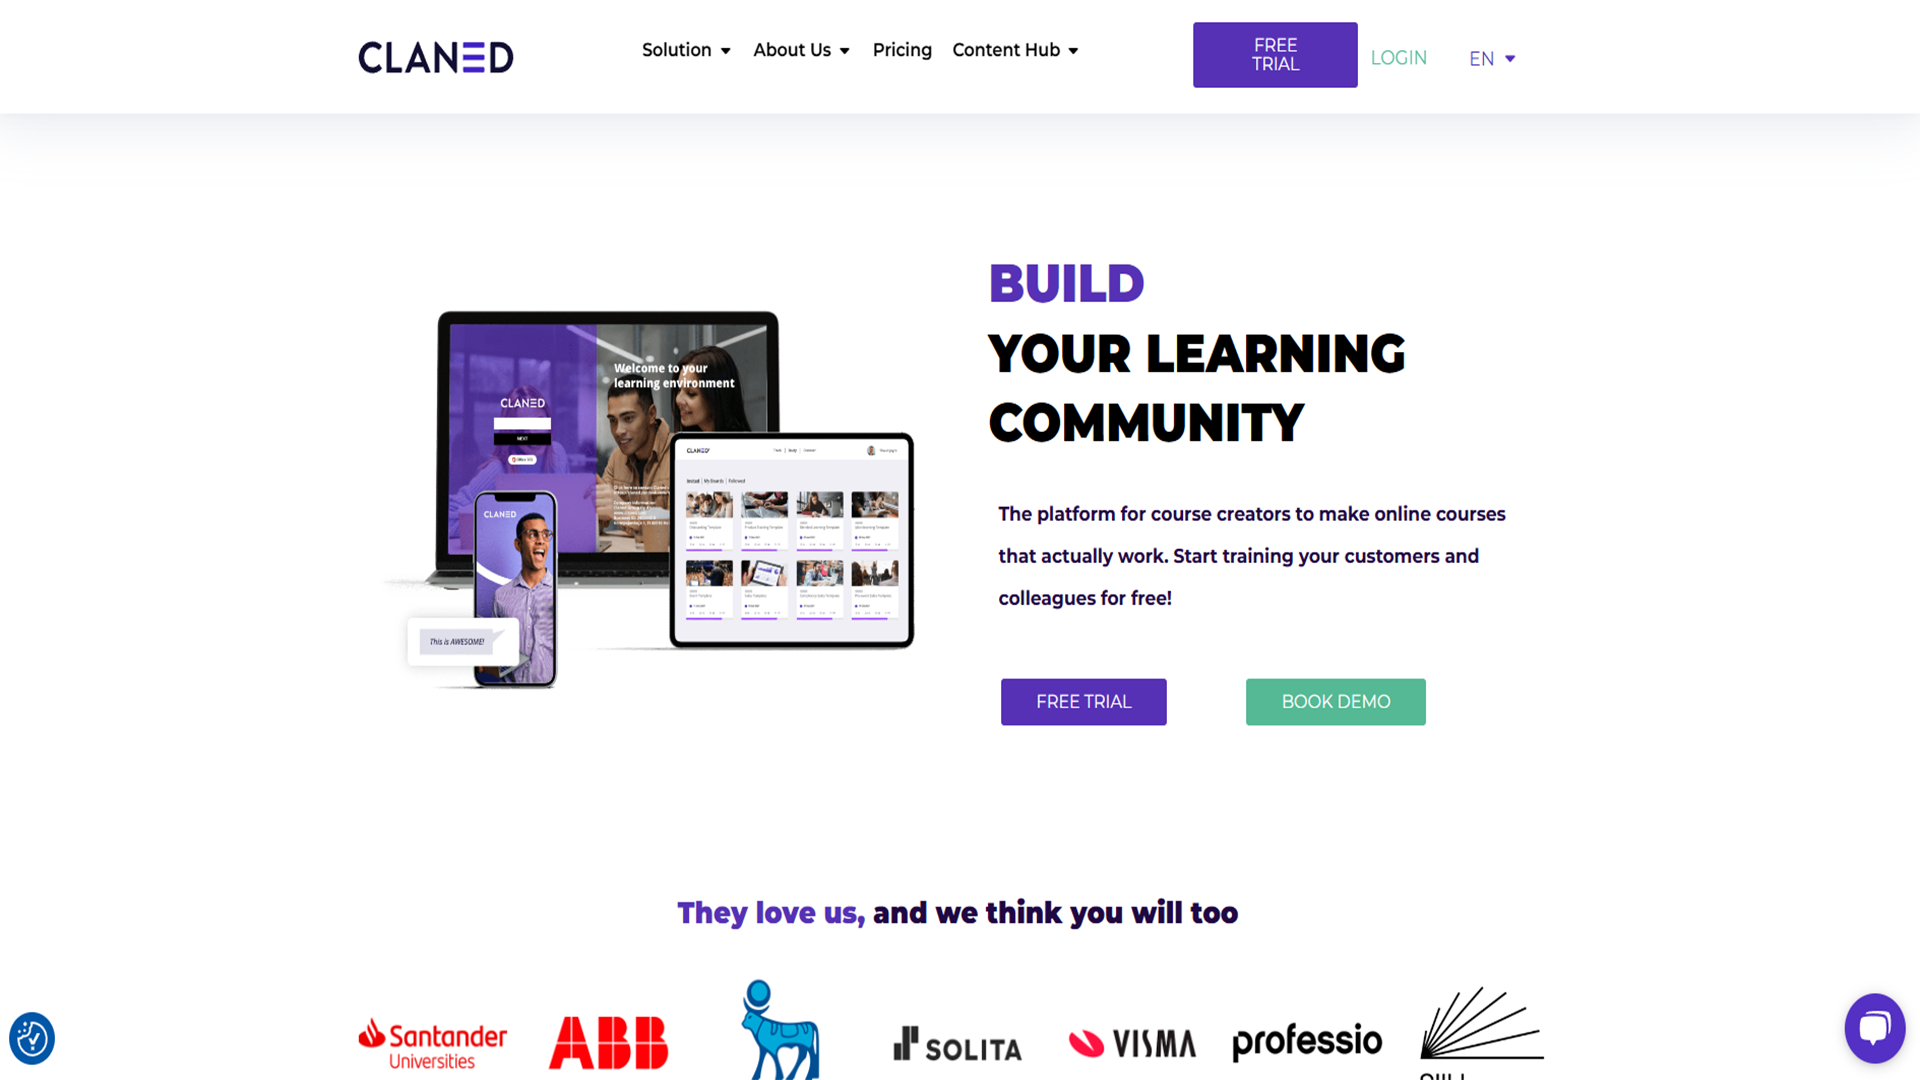 CLANED
Solution
About Us
Pricing
Content Hub
FREE
TRIAL
LOGIN
EN
BUILD
YOUR LEARNING
COMMUNITY
Welcome to your
learning environment
CLANED
NEXT
CLANED
This is AWESOME!
CLANED
The platform for course creators to make online courses
that actually work. Start training your customers and
colleagues for free!
FREE TRIAL
BOOK DEMO
They love us, and we think you will too
Santander
Universities
ABB
SOLITA
VISMA
professio